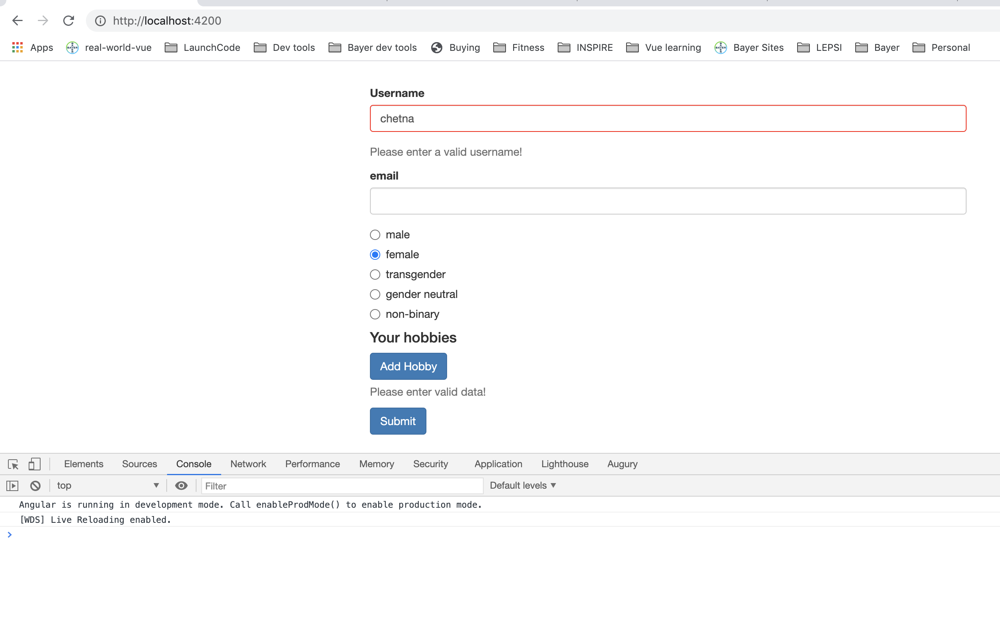 http://localhost:4200
Apps real-world-vue LaunchCode Dev tools Bayer dev tools Buying Fitness INSPIRE Vue learning Bayer Sites LEPSI Bayer Personal
Username
chetna
Please enter a valid username!
email
male
female
transgender
gender neutral
non-binary
Your hobbies
Add Hobby
Please enter valid data!
Submit
Elements Sources Console Network Performance Memory Security Application Lighthouse Augury
top Filter Default levels
Angular is running in development mode. Call enableProdMode() to enable production mode.
[WDS] Live Reloading enabled.